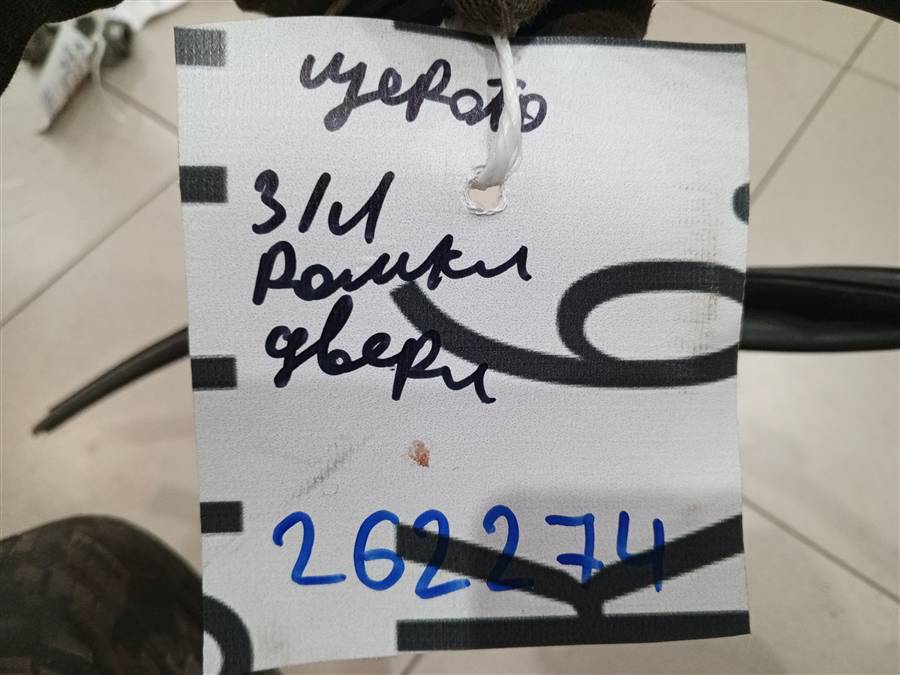 церато
З/Л
Рамки
двери
262274